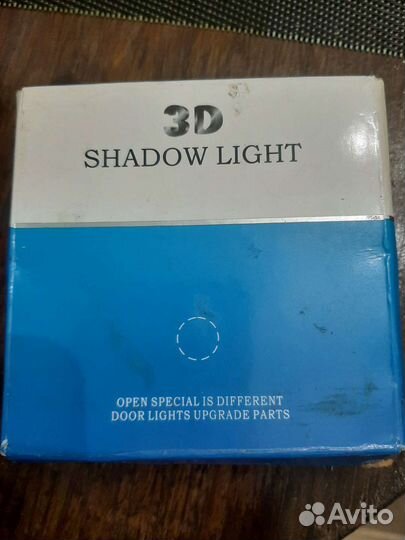 3D
SHADOW LIGHT
OPEN SPECIAL IS DIFFERENT
DOOR LIGHTS UPGRADE PARTS
Avito